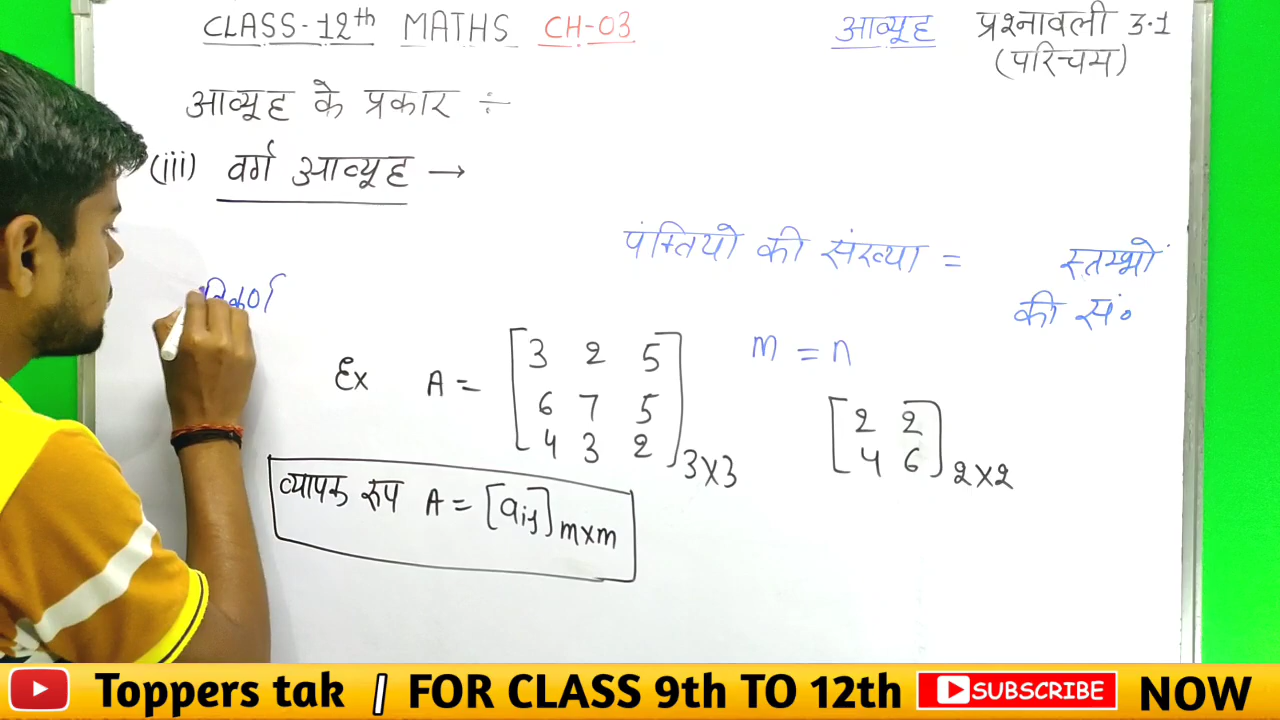 CLASS-12th MATHS CH-03
आव्यूह प्रश्नावली 3.1
(परिचय)
आव्यूह के प्रकार ÷
(iii) वर्ग आव्यूह →
पंक्तियो की संख्या = स्तम्भों
की सं॰
विकर्ण
m = n
Ex A = [3 2 5
6 7 5
4 3 2] 3×3
[2 2
4 6] 2×2
व्यापक रूप A = [aij] m×m
Toppers tak | FOR CLASS 9th TO 12th SUBSCRIBE NOW